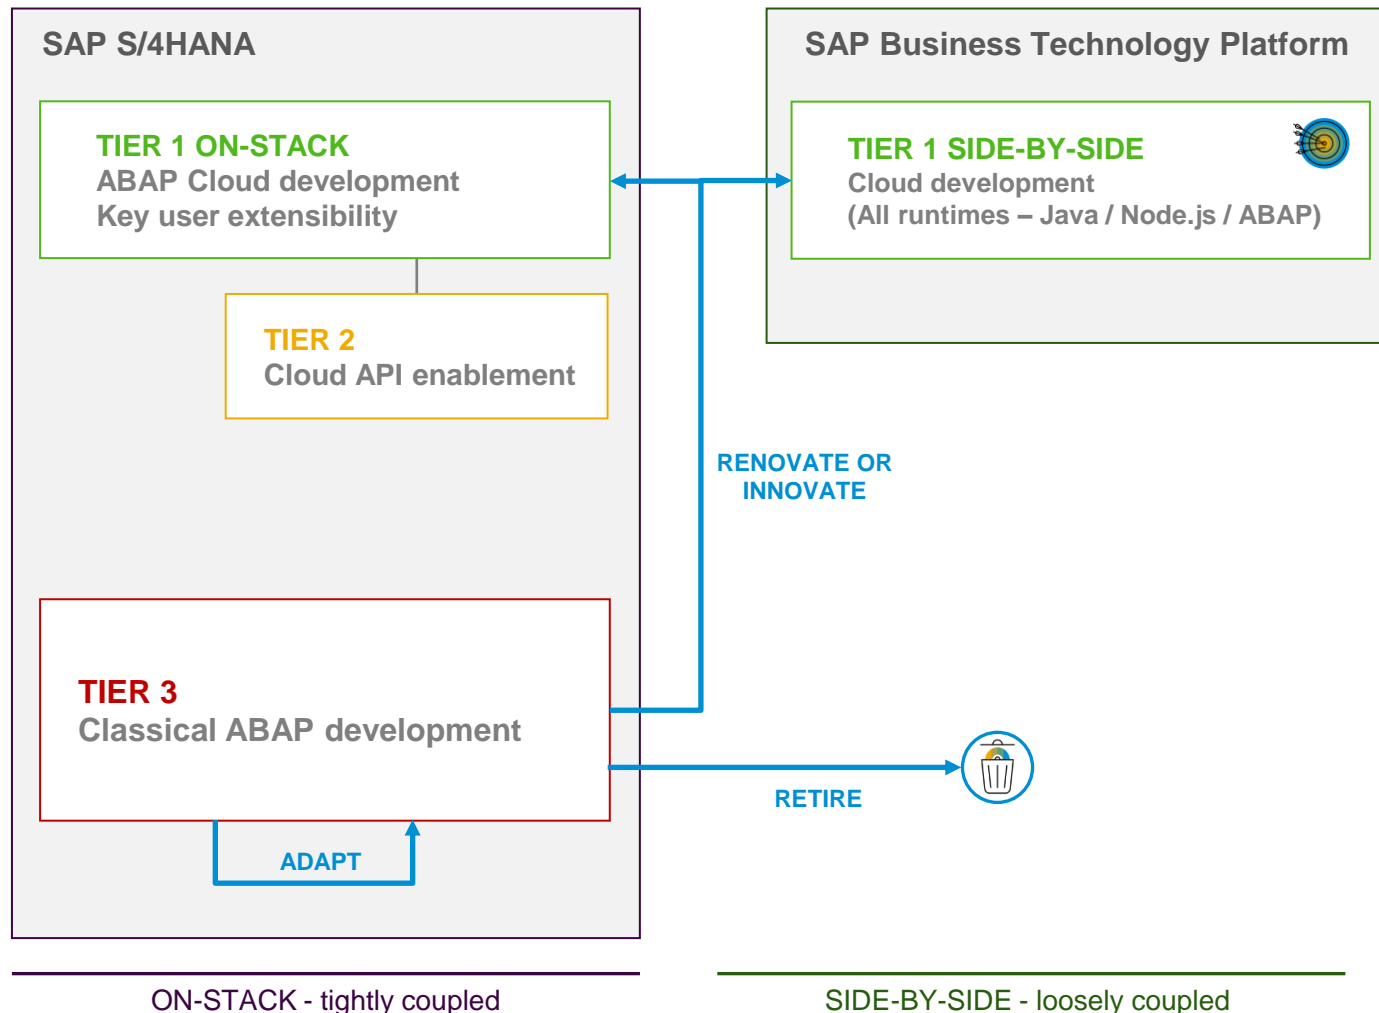 SAP S/4HANA
TIER 1 ON-STACK
ABAP Cloud development
Key user extensibility
TIER 2
Cloud API enablement
TIER 3
Classical ABAP development
ADAPT
SAP Business Technology Platform
TIER 1 SIDE-BY-SIDE
Cloud development
(All runtimes – Java / Node.js / ABAP)
RENOVATE OR
INNOVATE
RETIRE
ON-STACK - tightly coupled
SIDE-BY-SIDE - loosely coupled